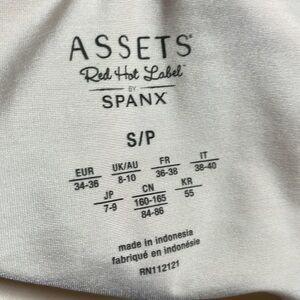 ASSETS®
Red Hot Label™
BY
SPANX
S/P
EUR UK/AU FR IT
34-36 8-10 36-38 38-40
JP CN KR
7-9 160-165 55
84-86
made in indonesia
fabriqué en indonésie
RN112121